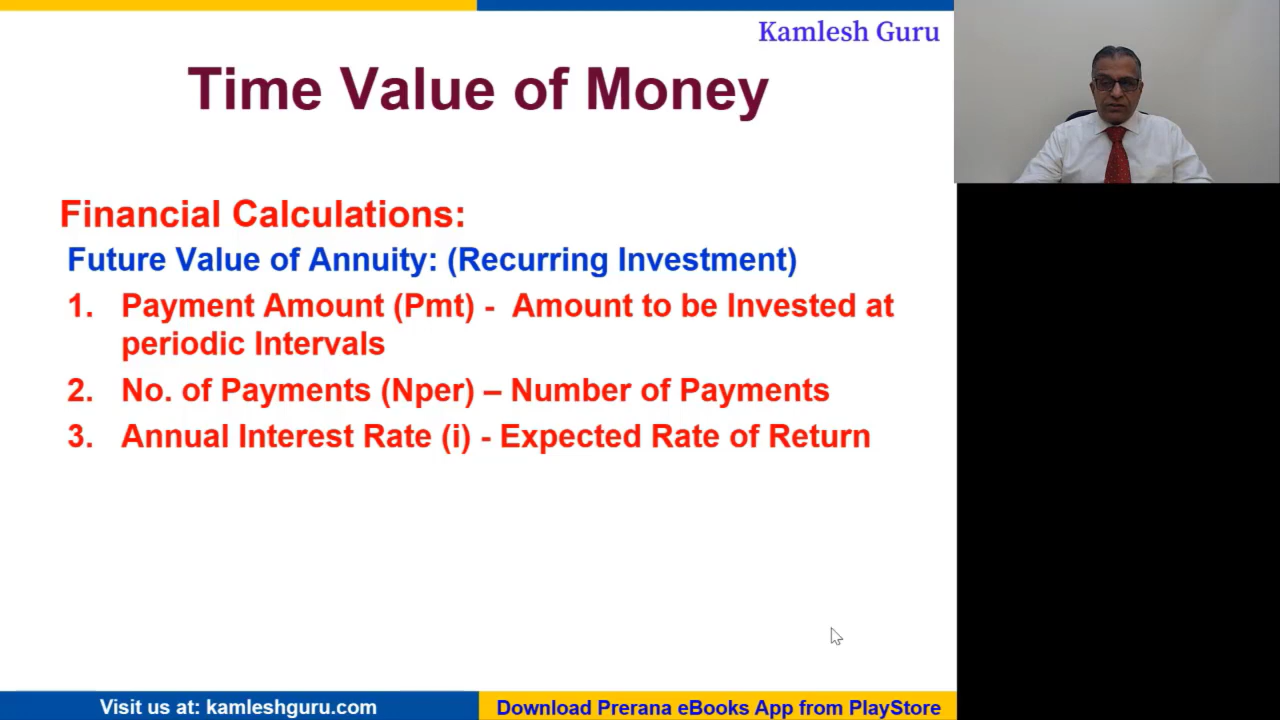 Kamlesh Guru
Time Value of Money
Financial Calculations:
Future Value of Annuity: (Recurring Investment)
1. Payment Amount (Pmt) - Amount to be Invested at
periodic Intervals
2. No. of Payments (Nper) – Number of Payments
3. Annual Interest Rate (i) - Expected Rate of Return
Visit us at: kamleshguru.com
Download Prerana eBooks App from PlayStore